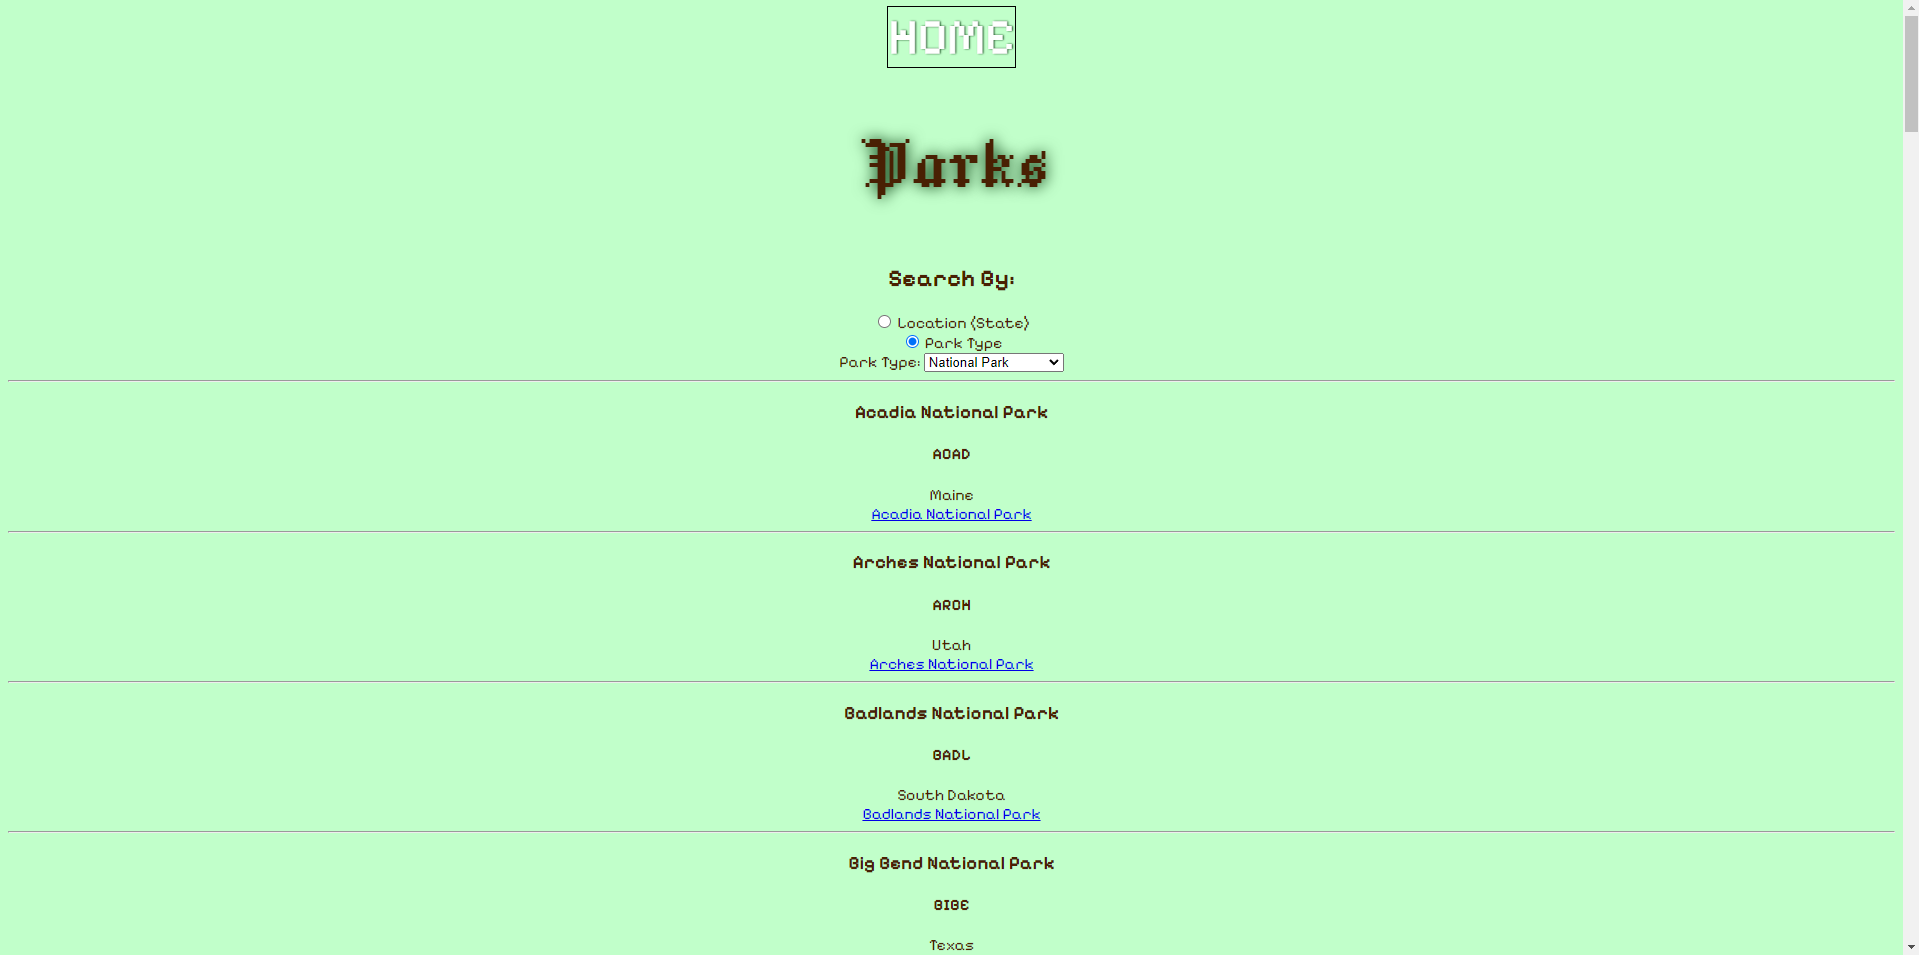 HOME
Parks
Search By:
Location (State)
Park Type
Park Type: National Park
Acadia National Park
ACAD
Maine
Acadia National Park
Arches National Park
ARCH
Utah
Arches National Park
Badlands National Park
BADL
South Dakota
Badlands National Park
Big Bend National Park
BIBE
Texas